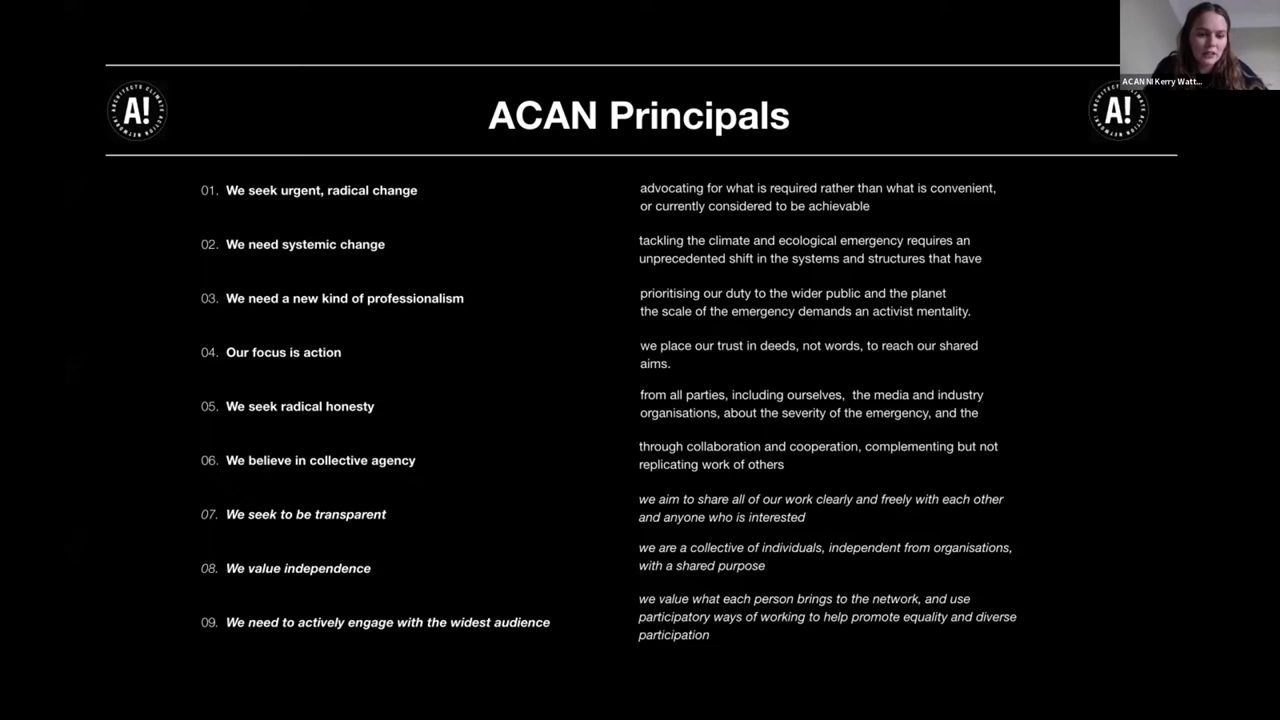 ACAN NI Kerry Watt...
ARCHITECTS CLIMATE ACTION NETWORK
A!
ACAN Principals
ARCHITECTS CLIMATE ACTION NETWORK
A!
01. We seek urgent, radical change
advocating for what is required rather than what is convenient,
or currently considered to be achievable
02. We need systemic change
tackling the climate and ecological emergency requires an
unprecedented shift in the systems and structures that have
03. We need a new kind of professionalism
prioritising our duty to the wider public and the planet
the scale of the emergency demands an activist mentality.
04. Our focus is action
we place our trust in deeds, not words, to reach our shared
aims.
05. We seek radical honesty
from all parties, including ourselves, the media and industry
organisations, about the severity of the emergency, and the
06. We believe in collective agency
through collaboration and cooperation, complementing but not
replicating work of others
07. We seek to be transparent
we aim to share all of our work clearly and freely with each other
and anyone who is interested
08. We value independence
we are a collective of individuals, independent from organisations,
with a shared purpose
09. We need to actively engage with the widest audience
we value what each person brings to the network, and use
participatory ways of working to help promote equality and diverse
participation